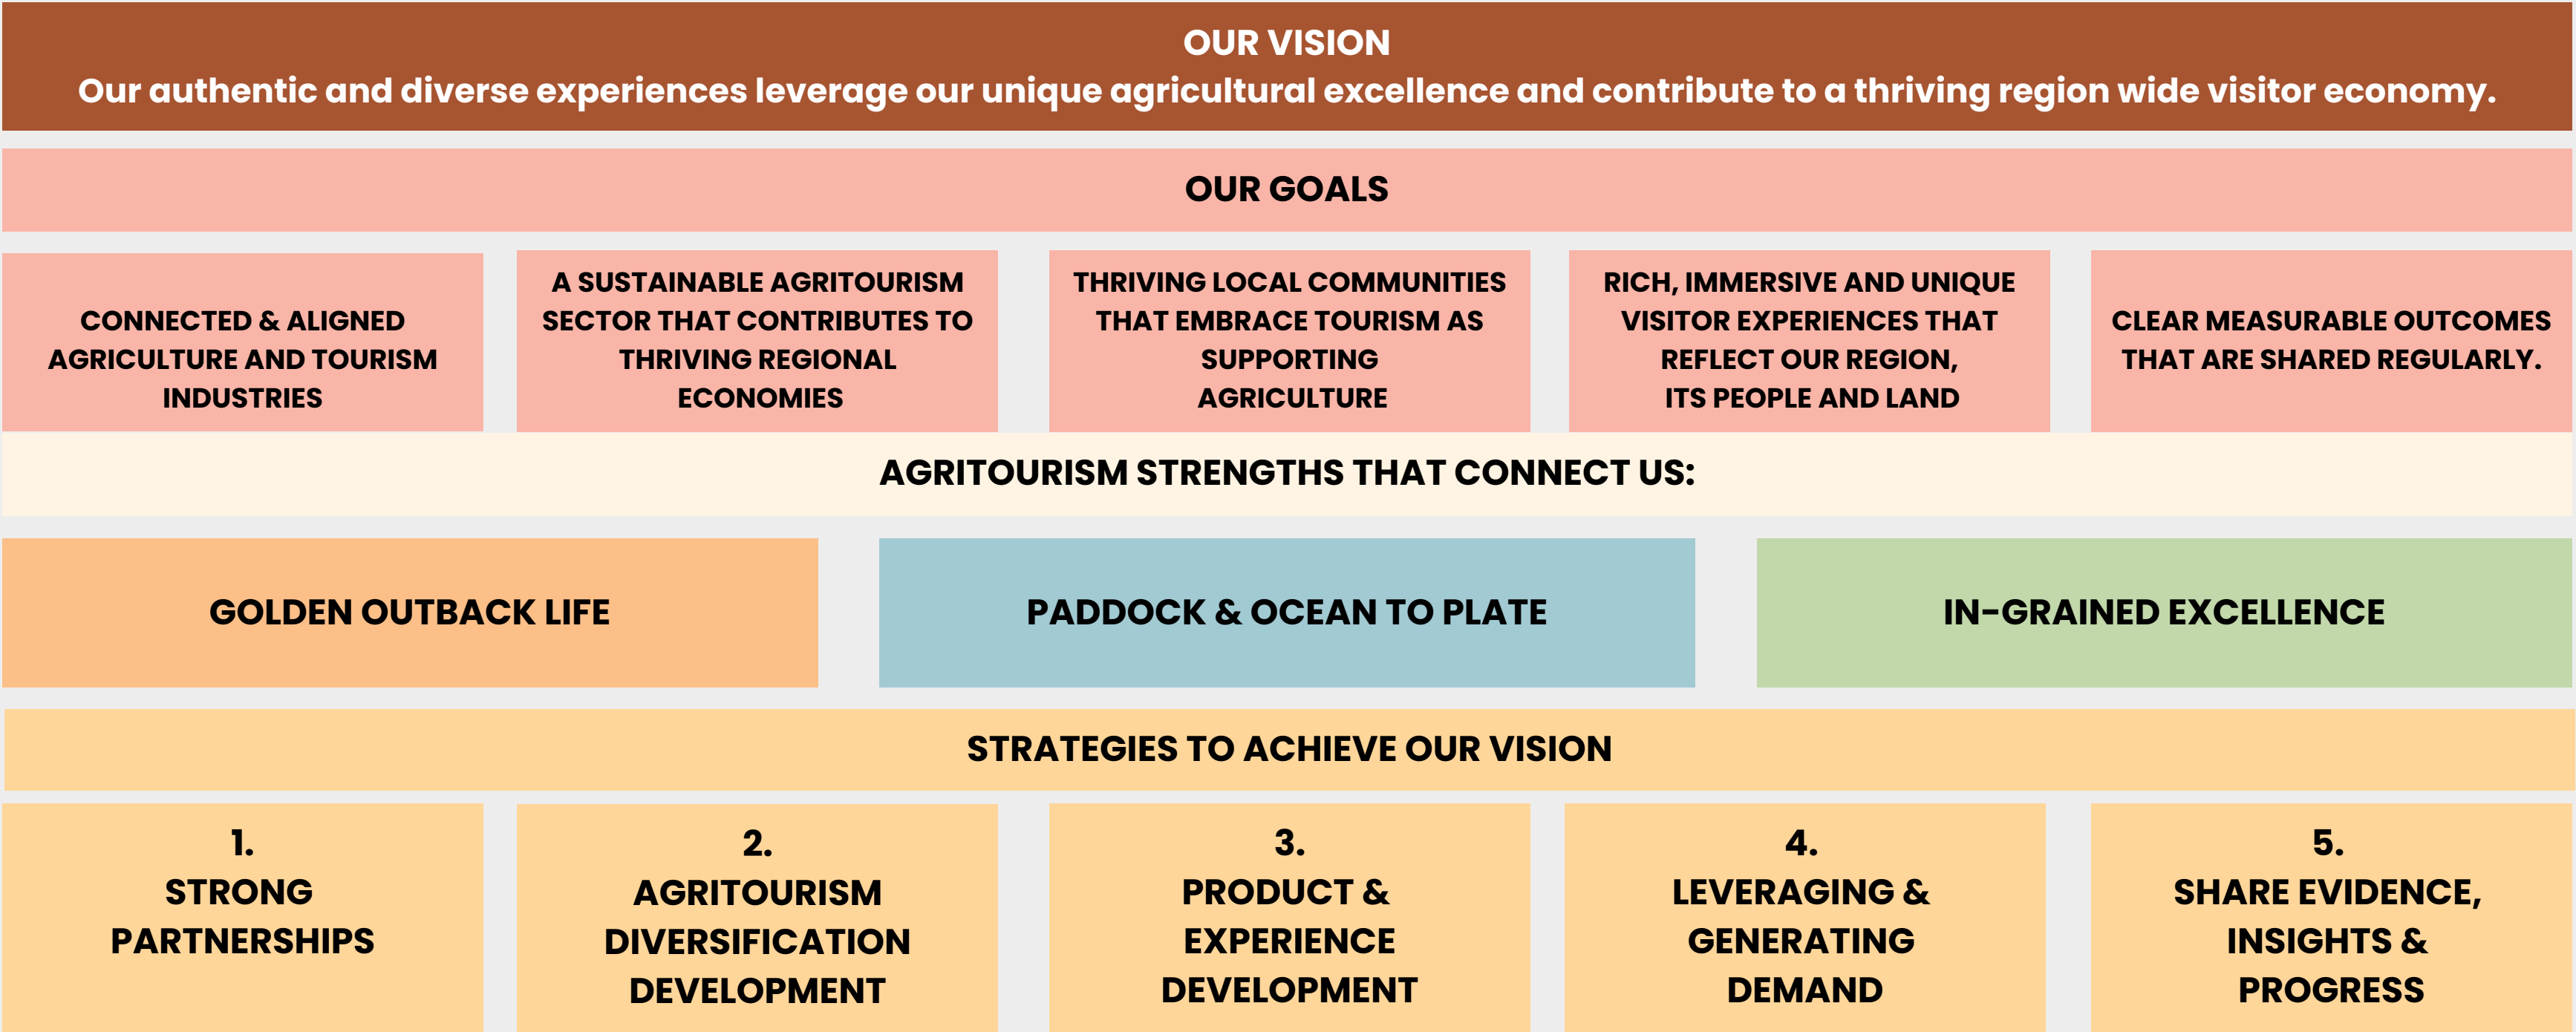 OUR VISION
Our authentic and diverse experiences leverage our unique agricultural excellence and contribute to a thriving region wide visitor economy.
OUR GOALS
CONNECTED & ALIGNED
AGRICULTURE AND TOURISM
INDUSTRIES
A SUSTAINABLE AGRITOURISM
SECTOR THAT CONTRIBUTES TO
THRIVING REGIONAL
ECONOMIES
THRIVING LOCAL COMMUNITIES
THAT EMBRACE TOURISM AS
SUPPORTING
AGRICULTURE
RICH, IMMERSIVE AND UNIQUE
VISITOR EXPERIENCES THAT
REFLECT OUR REGION,
ITS PEOPLE AND LAND
CLEAR MEASURABLE OUTCOMES
THAT ARE SHARED REGULARLY.
AGRITOURISM STRENGTHS THAT CONNECT US:
GOLDEN OUTBACK LIFE
PADDOCK & OCEAN TO PLATE
IN-GRAINED EXCELLENCE
STRATEGIES TO ACHIEVE OUR VISION
1.
STRONG
PARTNERSHIPS
2.
AGRITOURISM
DIVERSIFICATION
DEVELOPMENT
3.
PRODUCT &
EXPERIENCE
DEVELOPMENT
4.
LEVERAGING &
GENERATING
DEMAND
5.
SHARE EVIDENCE,
INSIGHTS &
PROGRESS